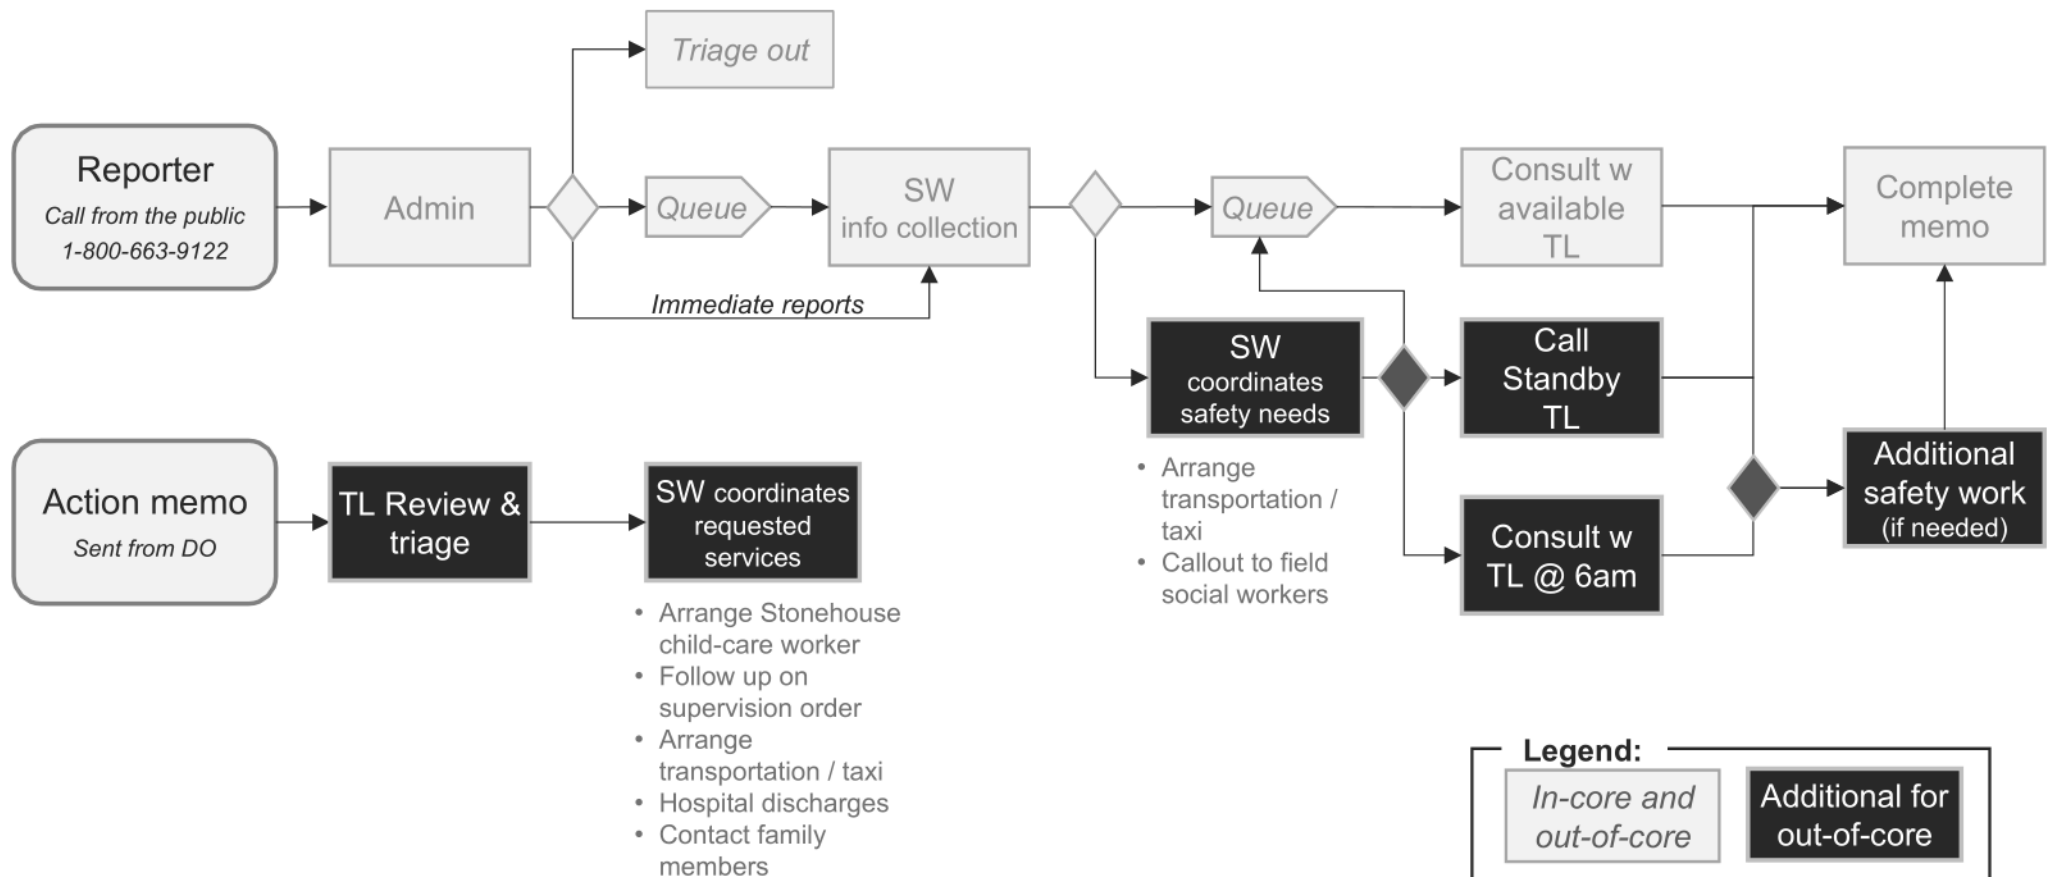 Triage out
Reporter
Call from the public
1-800-663-9122
Admin
Queue
SW
info collection
Queue
Consult w
available
TL
Complete
memo
Immediate reports
SW
coordinates
safety needs
Call
Standby
TL
• Arrange
transportation /
taxi
• Callout to field
social workers
Consult w
TL @ 6am
Additional
safety work
(if needed)
Action memo
Sent from DO
TL Review &
triage
SW coordinates
requested
services
• Arrange Stonehouse
child-care worker
• Follow up on
supervision order
• Arrange
transportation / taxi
• Hospital discharges
• Contact family
members
Legend:
In-core and
out-of-core
Additional for
out-of-core